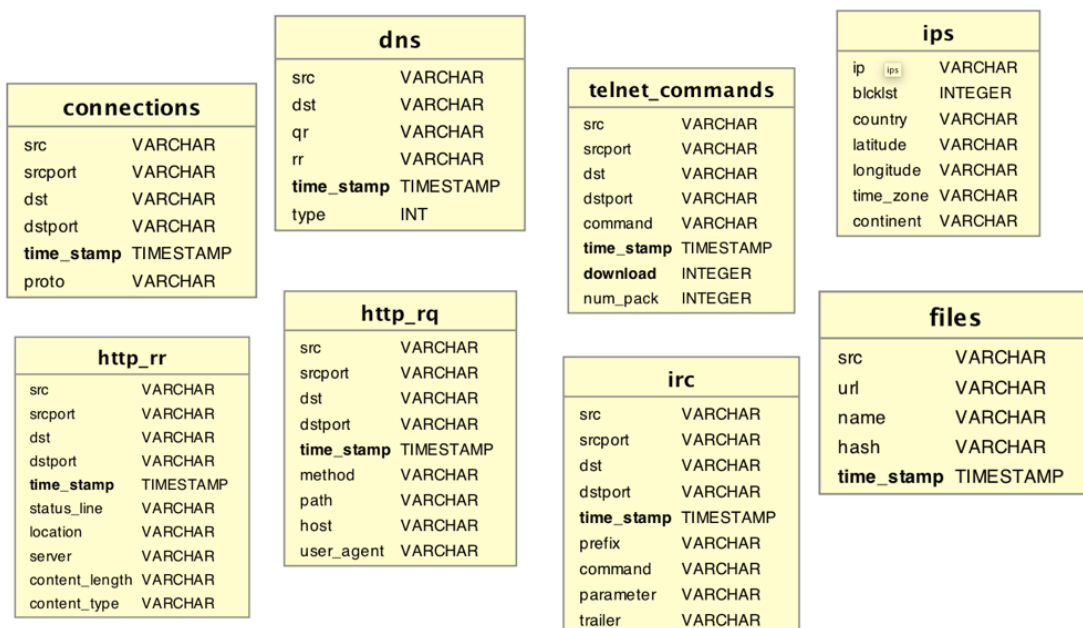 connections
src VARCHAR
srcport VARCHAR
dst VARCHAR
dstport VARCHAR
time_stamp TIMESTAMP
proto VARCHAR
dns
src VARCHAR
dst VARCHAR
qr VARCHAR
rr VARCHAR
time_stamp TIMESTAMP
type INT
telnet_commands
src VARCHAR
srcport VARCHAR
dst VARCHAR
dstport VARCHAR
command VARCHAR
time_stamp TIMESTAMP
download INTEGER
num_pack INTEGER
ips
ip ips VARCHAR
blcklst INTEGER
country VARCHAR
latitude VARCHAR
longitude VARCHAR
time_zone VARCHAR
continent VARCHAR
http_rr
src VARCHAR
srcport VARCHAR
dst VARCHAR
dstport VARCHAR
time_stamp TIMESTAMP
status_line VARCHAR
location VARCHAR
server VARCHAR
content_length VARCHAR
content_type VARCHAR
http_rq
src VARCHAR
srcport VARCHAR
dst VARCHAR
dstport VARCHAR
time_stamp TIMESTAMP
method VARCHAR
path VARCHAR
host VARCHAR
user_agent VARCHAR
irc
src VARCHAR
srcport VARCHAR
dst VARCHAR
dstport VARCHAR
time_stamp TIMESTAMP
prefix VARCHAR
command VARCHAR
parameter VARCHAR
trailer VARCHAR
files
src VARCHAR
url VARCHAR
name VARCHAR
hash VARCHAR
time_stamp TIMESTAMP